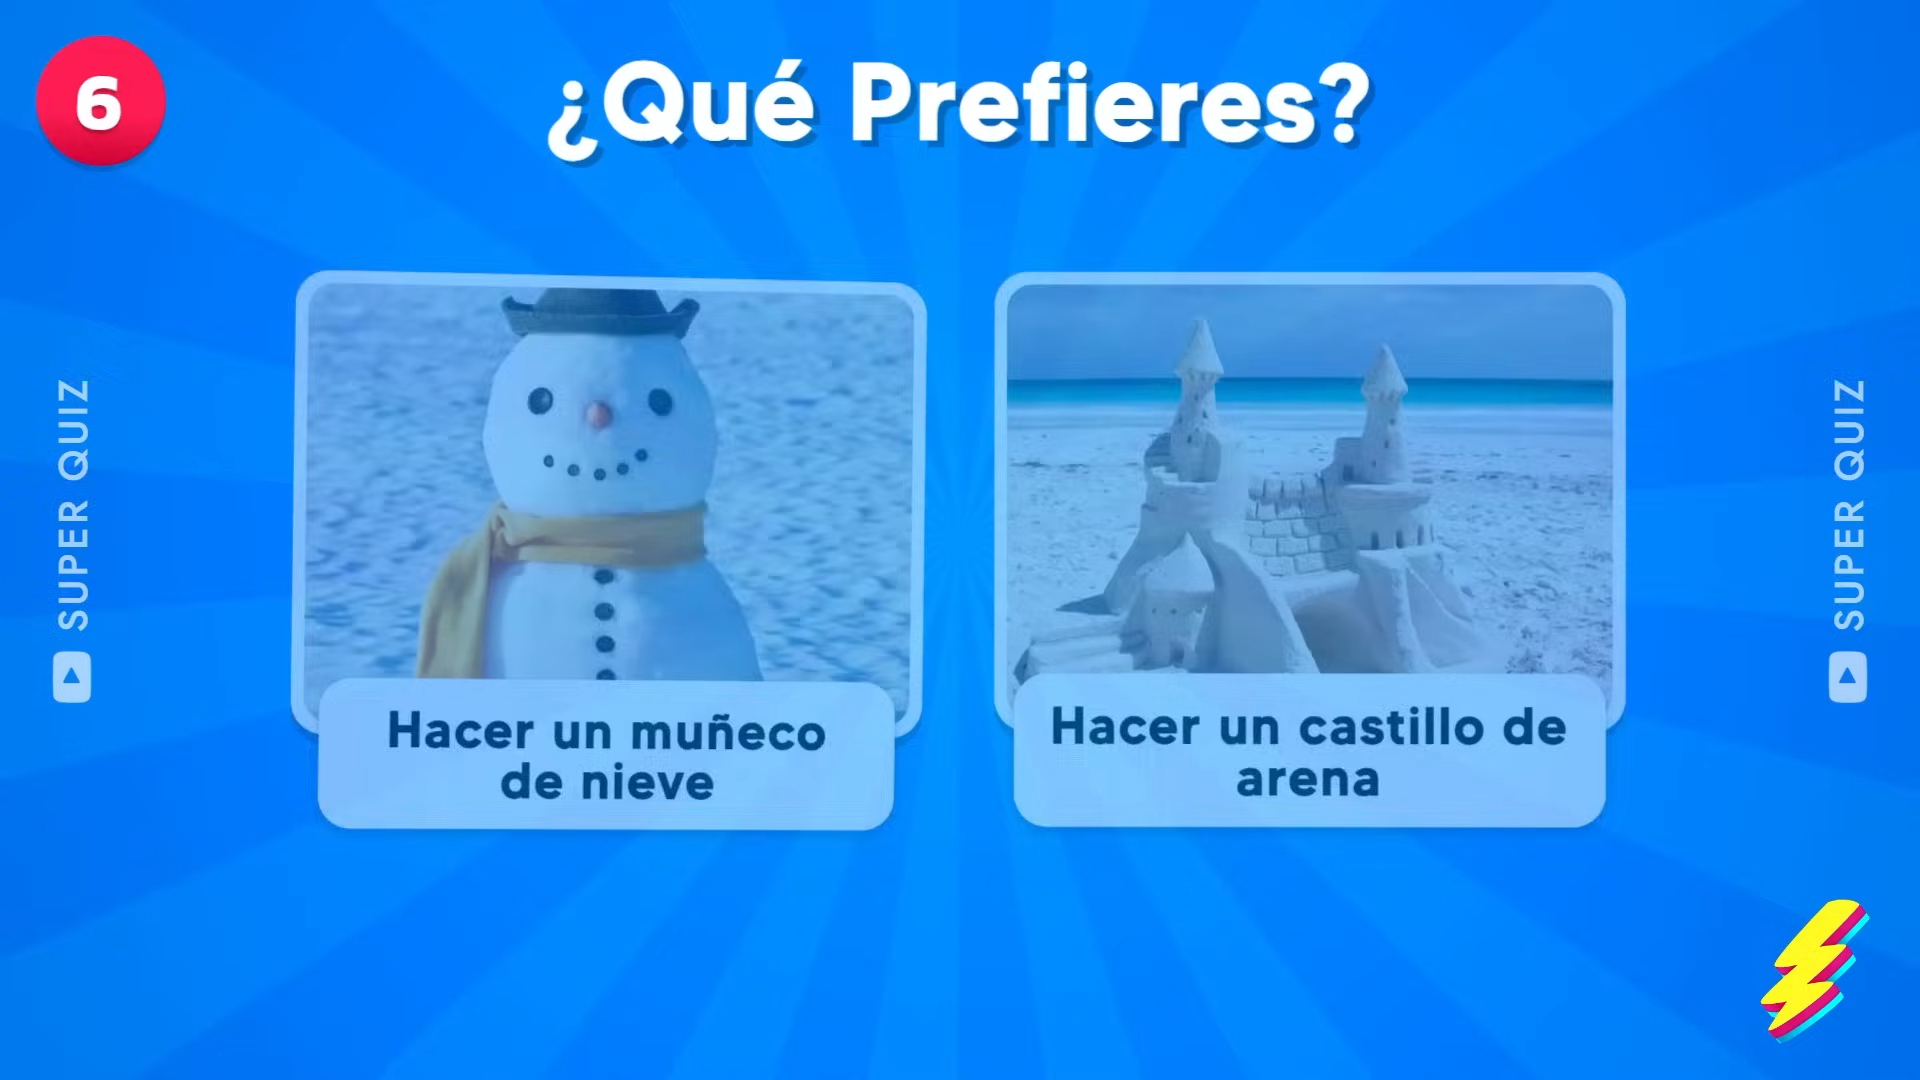 6
¿Qué Prefieres?
SUPER QUIZ
Hacer un muñeco
de nieve
Hacer un castillo de
arena
SUPER QUIZ